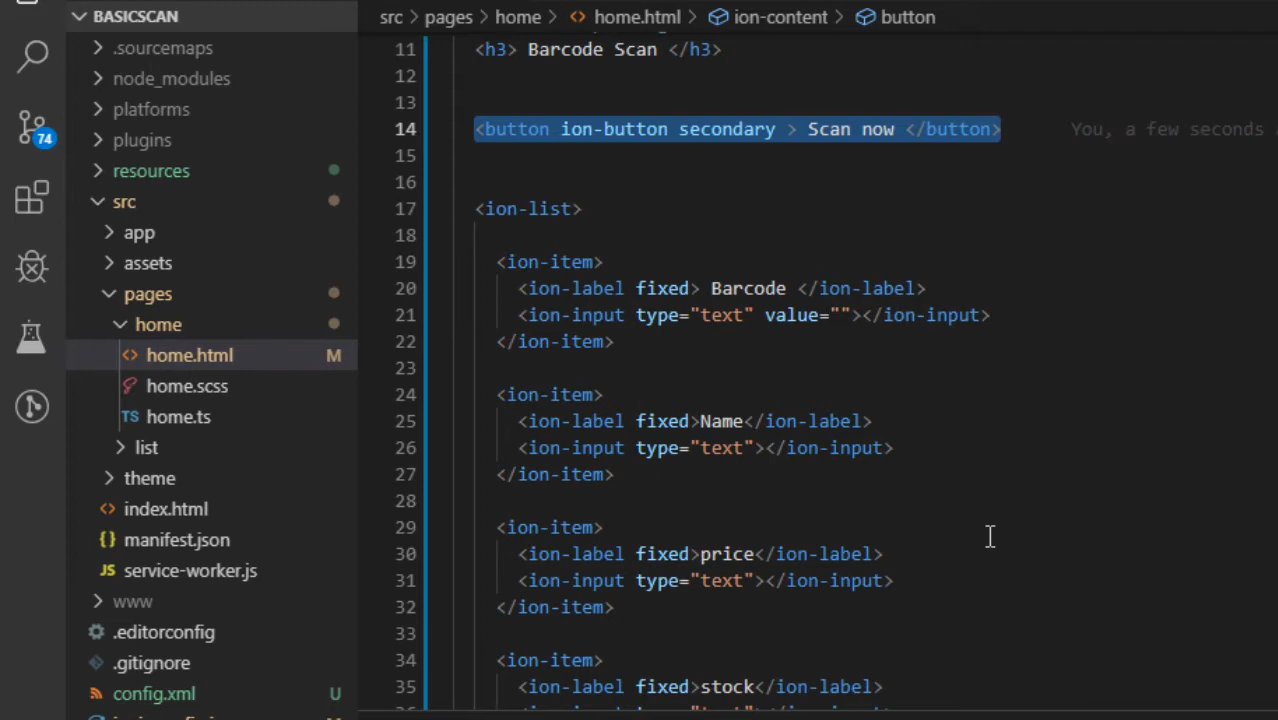 BASICSCAN
.sourcemaps
node_modules
platforms
plugins
resources
src
app
assets
pages
home
home.html M
home.scss
TS home.ts
list
theme
index.html
{} manifest.json
JS service-worker.js
www
.editorconfig
.gitignore
config.xml U
74
src > pages > home > home.html > ion-content > button
11 <h3> Barcode Scan </h3>
12
13
14 <button ion-button secondary > Scan now </button> You, a few seconds
15
16
17 <ion-list>
18
19 <ion-item>
20 <ion-label fixed> Barcode </ion-label>
21 <ion-input type="text" value=""></ion-input>
22 </ion-item>
23
24 <ion-item>
25 <ion-label fixed>Name</ion-label>
26 <ion-input type="text"></ion-input>
27 </ion-item>
28
29 <ion-item>
30 <ion-label fixed>price</ion-label>
31 <ion-input type="text"></ion-input>
32 </ion-item>
33
34 <ion-item>
35 <ion-label fixed>stock</ion-label>